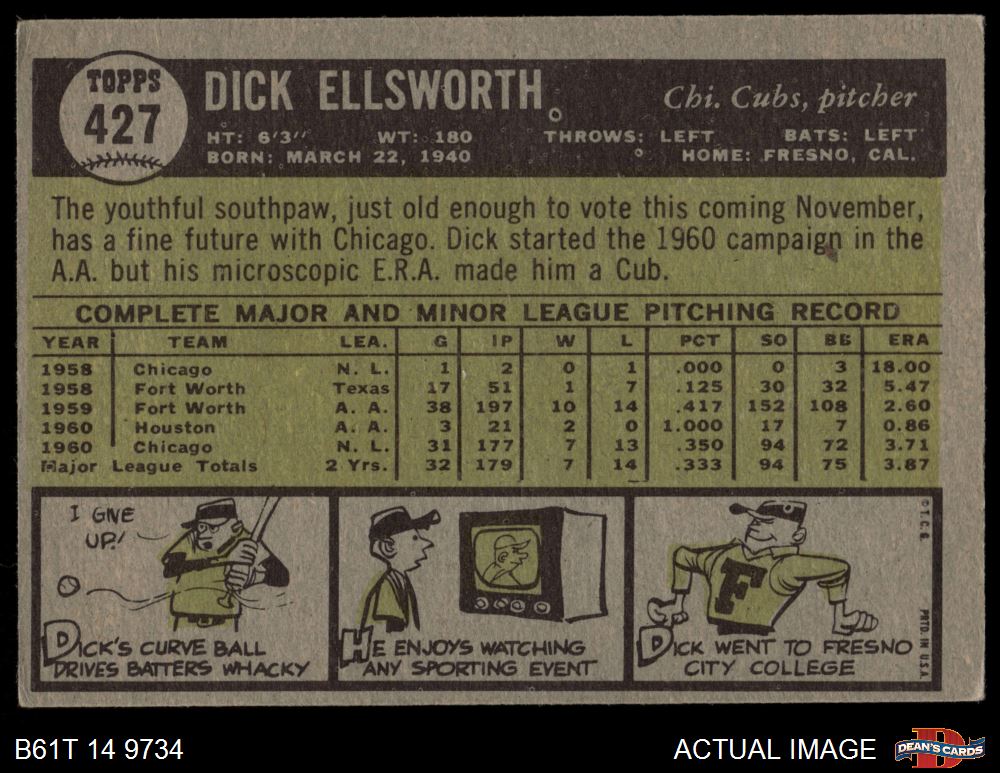 TOPPS
427
DICK ELLSWORTH
Chi. Cubs, pitcher
HT: 6'3" WT: 180 THROWS: LEFT BATS: LEFT
BORN: MARCH 22, 1940 HOME: FRESNO, CAL.
The youthful southpaw, just old enough to vote this coming November,
has a fine future with Chicago. Dick started the 1960 campaign in the
A.A. but his microscopic E.R.A. made him a Cub.
COMPLETE MAJOR AND MINOR LEAGUE PITCHING RECORD
YEAR TEAM LEA. G IP W L PCT SO BB ERA
1958 Chicago N. L. 1 2 0 1 .000 0 3 18.00
1958 Fort Worth Texas 17 51 1 7 .125 30 32 5.47
1959 Fort Worth A. A. 38 197 10 14 .417 152 108 2.60
1960 Houston A. A. 3 21 2 0 1.000 17 7 0.86
1960 Chicago N. L. 31 177 7 13 .350 94 72 3.71
Major League Totals 2 Yrs. 32 179 7 14 .333 94 75 3.87
I GIVE
UP!
DICK'S CURVE BALL
DRIVES BATTERS WHACKY
HE ENJOYS WATCHING
ANY SPORTING EVENT
F
DICK WENT TO FRESNO
CITY COLLEGE
© T. C. G.
PRTD. IN U.S.A.
B61T 14 9734
ACTUAL IMAGE
D
DEAN'S CARDS